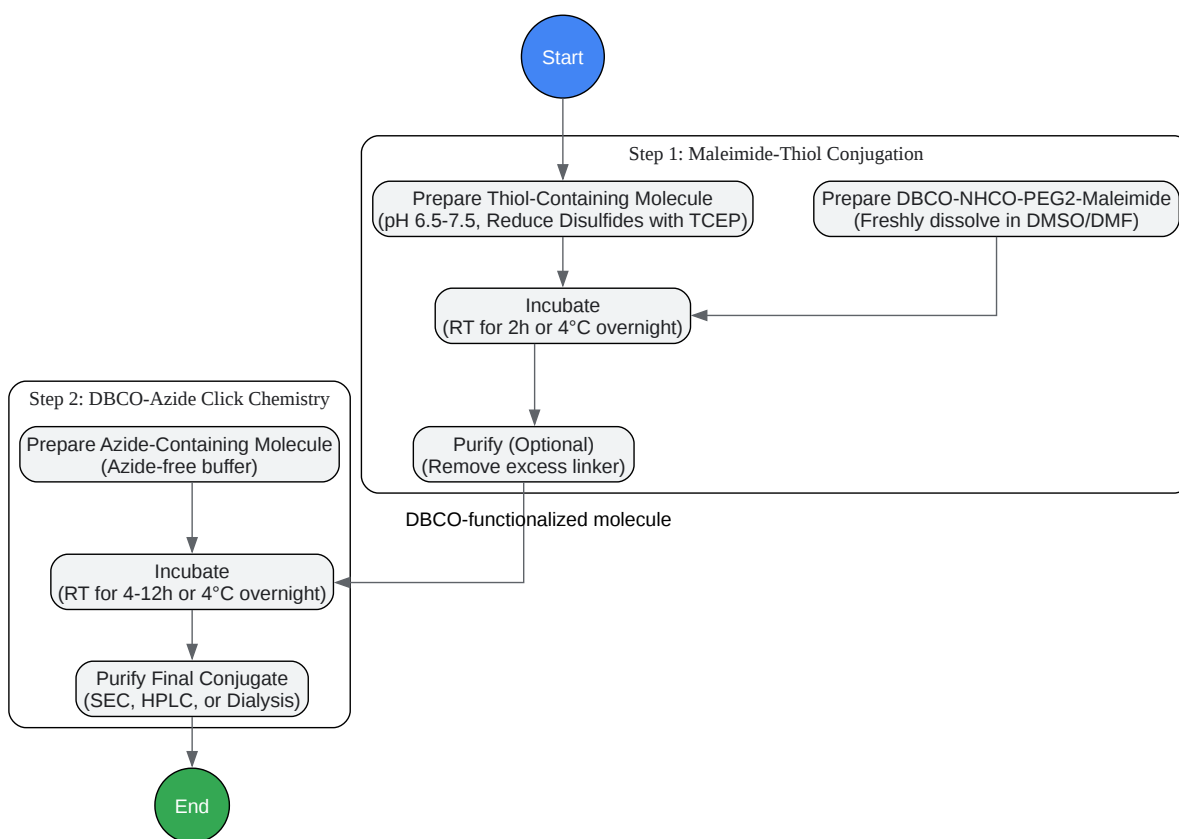 Start
Step 1: Maleimide-Thiol Conjugation
Prepare Thiol-Containing Molecule
(pH 6.5-7.5, Reduce Disulfides with TCEP)
Prepare DBCO-NHCO-PEG2-Maleimide
(Freshly dissolve in DMSO/DMF)
Incubate
(RT for 2h or 4°C overnight)
Purify (Optional)
(Remove excess linker)
DBCO-functionalized molecule
Step 2: DBCO-Azide Click Chemistry
Prepare Azide-Containing Molecule
(Azide-free buffer)
Incubate
(RT for 4-12h or 4°C overnight)
Purify Final Conjugate
(SEC, HPLC, or Dialysis)
End